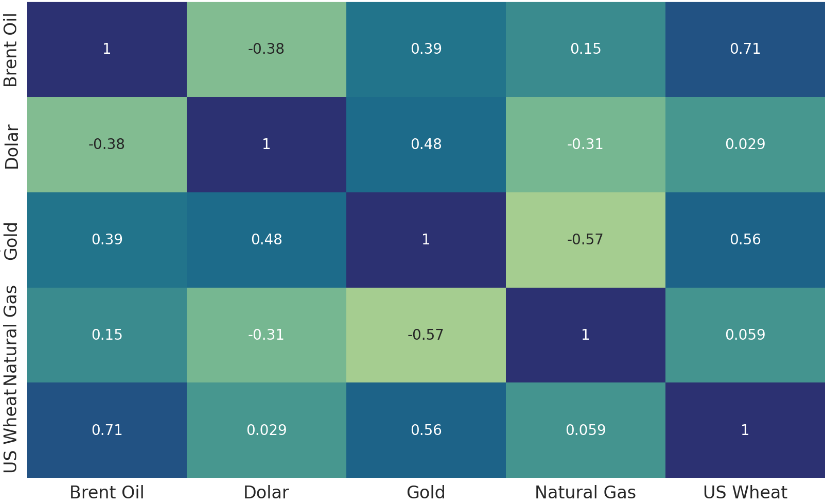 Brent Oil 1 -0.38 0.39 0.15 0.71
Dolar -0.38 1 0.48 -0.31 0.029
Gold 0.39 0.48 1 -0.57 0.56
Natural Gas 0.15 -0.31 -0.57 1 0.059
US Wheat 0.71 0.029 0.56 0.059 1
Brent Oil Dolar Gold Natural Gas US Wheat